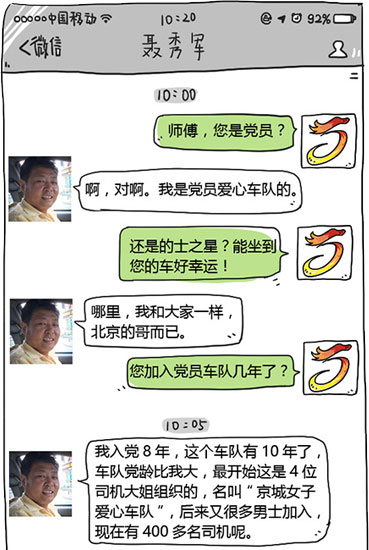 中国移动 10:20 92%
<微信 聂秀军
10:00
师傅，您是党员？
啊，对啊。我是党员爱心车队的。
还是的士之星？能坐到
您的车好幸运！
哪里，我和大家一样，
北京的哥而已。
您加入党员车队几年了？
10:05
我入党 8 年，这个车队有 10 年了，
车队党龄比我大，最开始这是 4 位
司机大姐组织的，名叫“京城女子
爱心车队”，后来又很多男士加入，
现在有 400 多名司机呢。